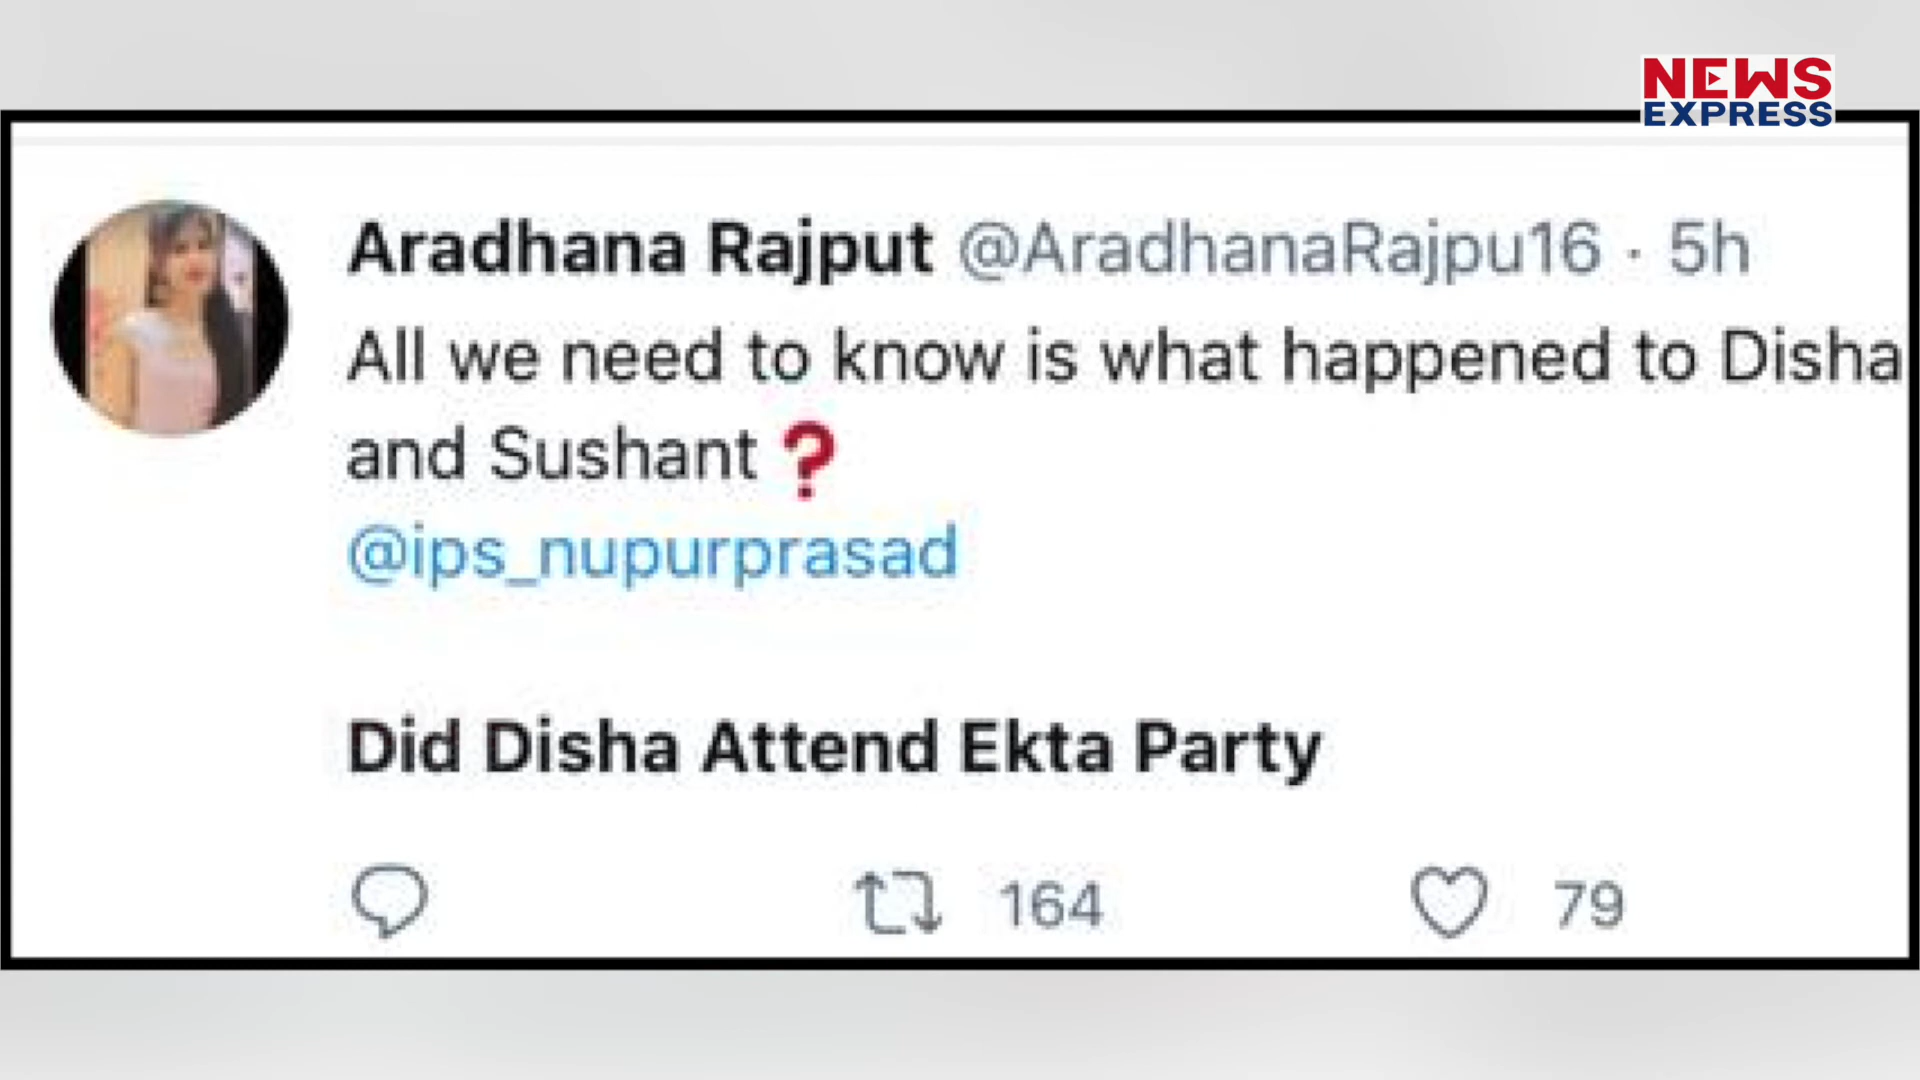 NEWS
EXPRESS
Aradhana Rajput @AradhanaRajpu16 · 5h
All we need to know is what happened to Disha
and Sushant ❓
@ips_nupurprasad
Did Disha Attend Ekta Party
164 79